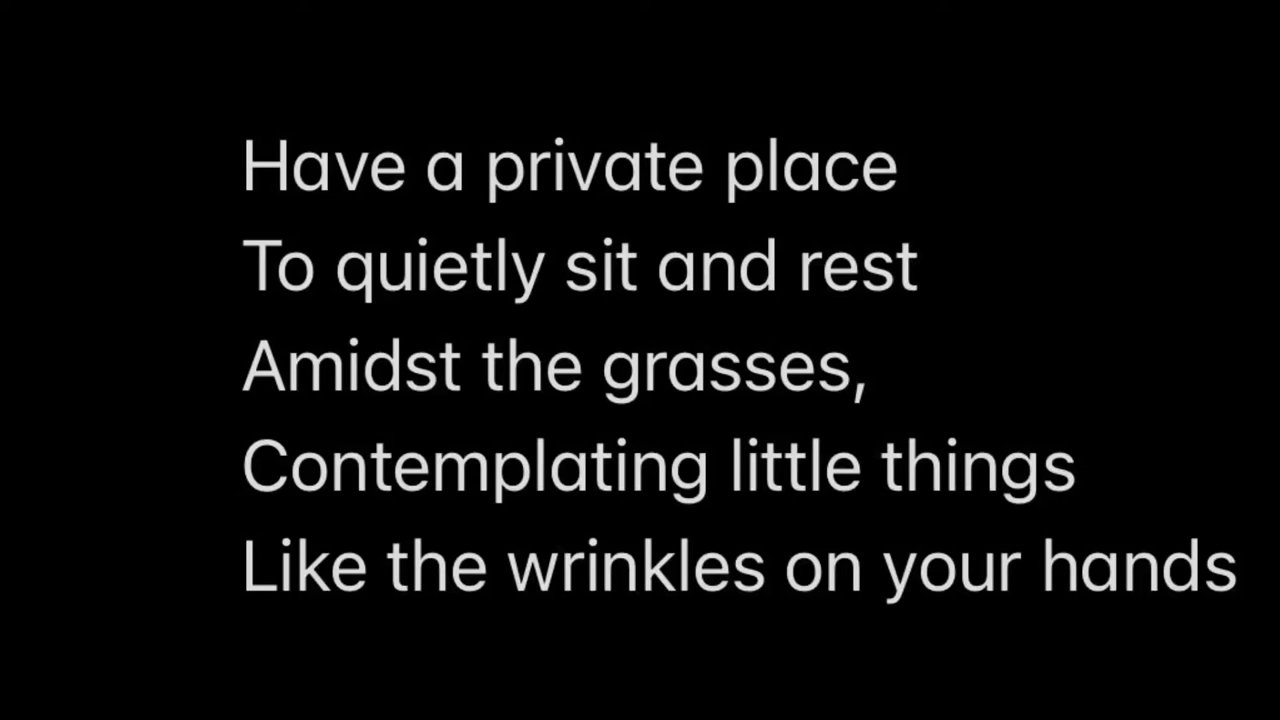 Have a private place
To quietly sit and rest
Amidst the grasses,
Contemplating little things
Like the wrinkles on your hands